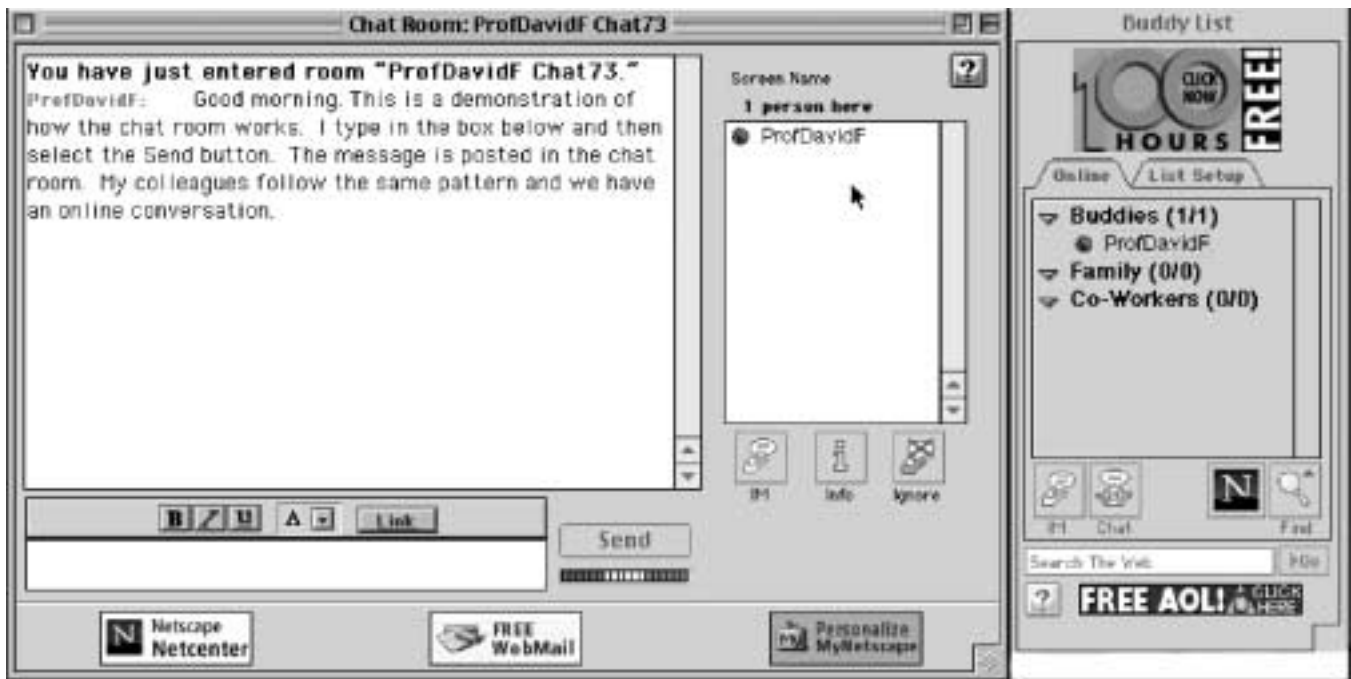 Chat Room: ProfDavidF Chat73
You have just entered room "ProfDavidF Chat73."
ProfDavidF: Good morning. This is a demonstration of
how the chat room works. I type in the box below and then
select the Send button. The message is posted in the chat
room. My colleagues follow the same pattern and we have
an online conversation.
?
Screen Name
1 person here
ProfDavidF
IM Info Ignore
B I U A Link
Send
N Netscape
Netcenter
FREE
WebMail
My Personalize
MyNetscape
Buddy List
100
CLICK
NOW
HOURS
FREE!
Online List Setup
Buddies (1/1)
ProfDavidF
Family (0/0)
Co-Workers (0/0)
N
IM Chat Find
Search The Web Go
? FREE AOL! CLICK
HERE